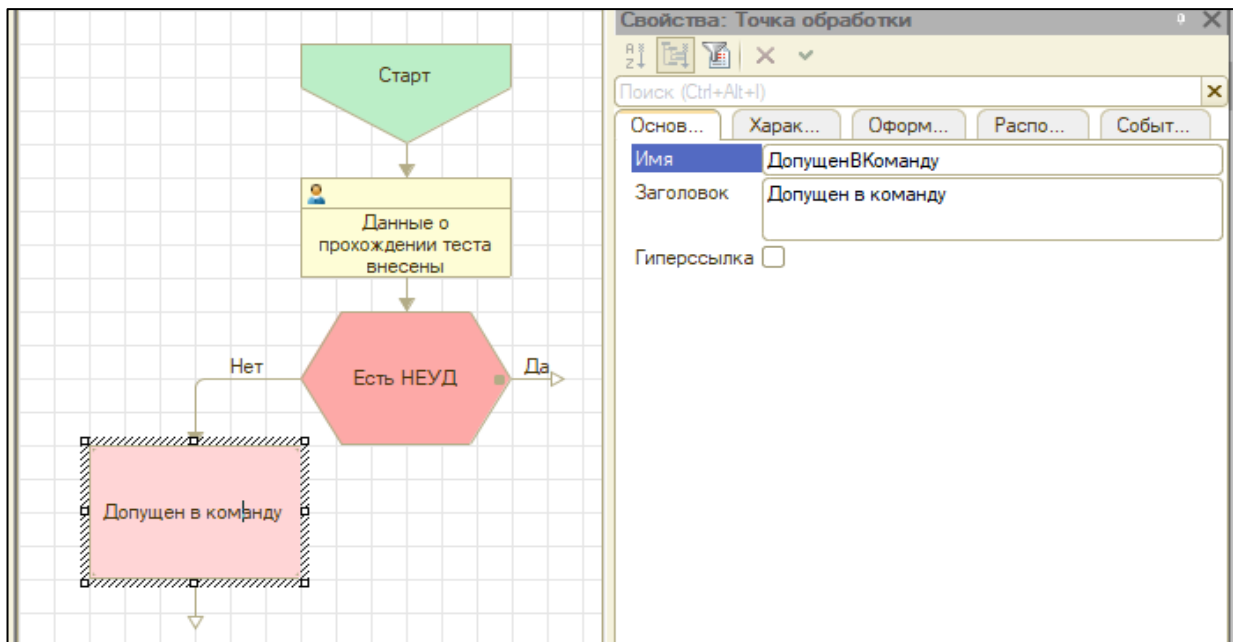 Старт
Данные о
прохождении теста
внесены
Нет
Есть НЕУД
Да
Допущен в команду
Свойства: Точка обработки
Поиск (Ctrl+Alt+I)
Основ...
Харак...
Оформ...
Распо...
Событ...
Имя
ДопущенВКоманду
Заголовок
Допущен в команду
Гиперссылка